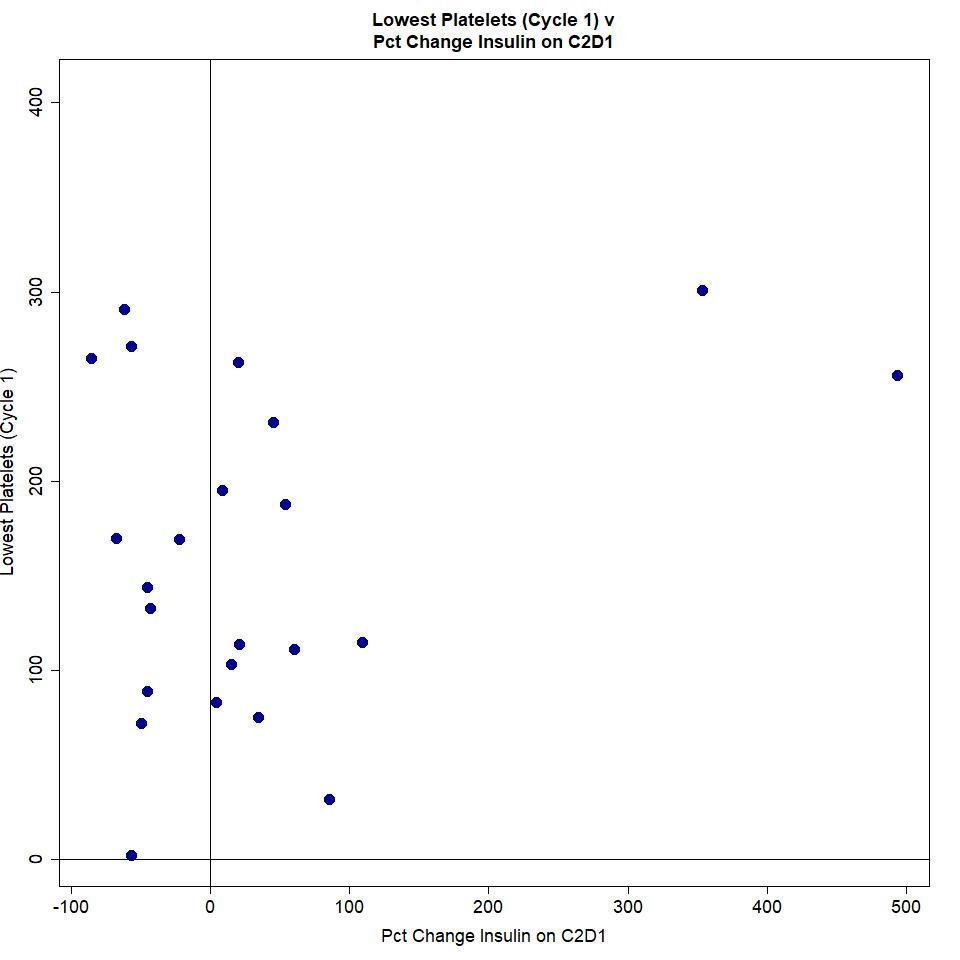 Lowest Platelets (Cycle 1) v
Pct Change Insulin on C2D1
400
300
200
100
0
Lowest Platelets (Cycle 1)
-100 0 100 200 300 400 500
Pct Change Insulin on C2D1